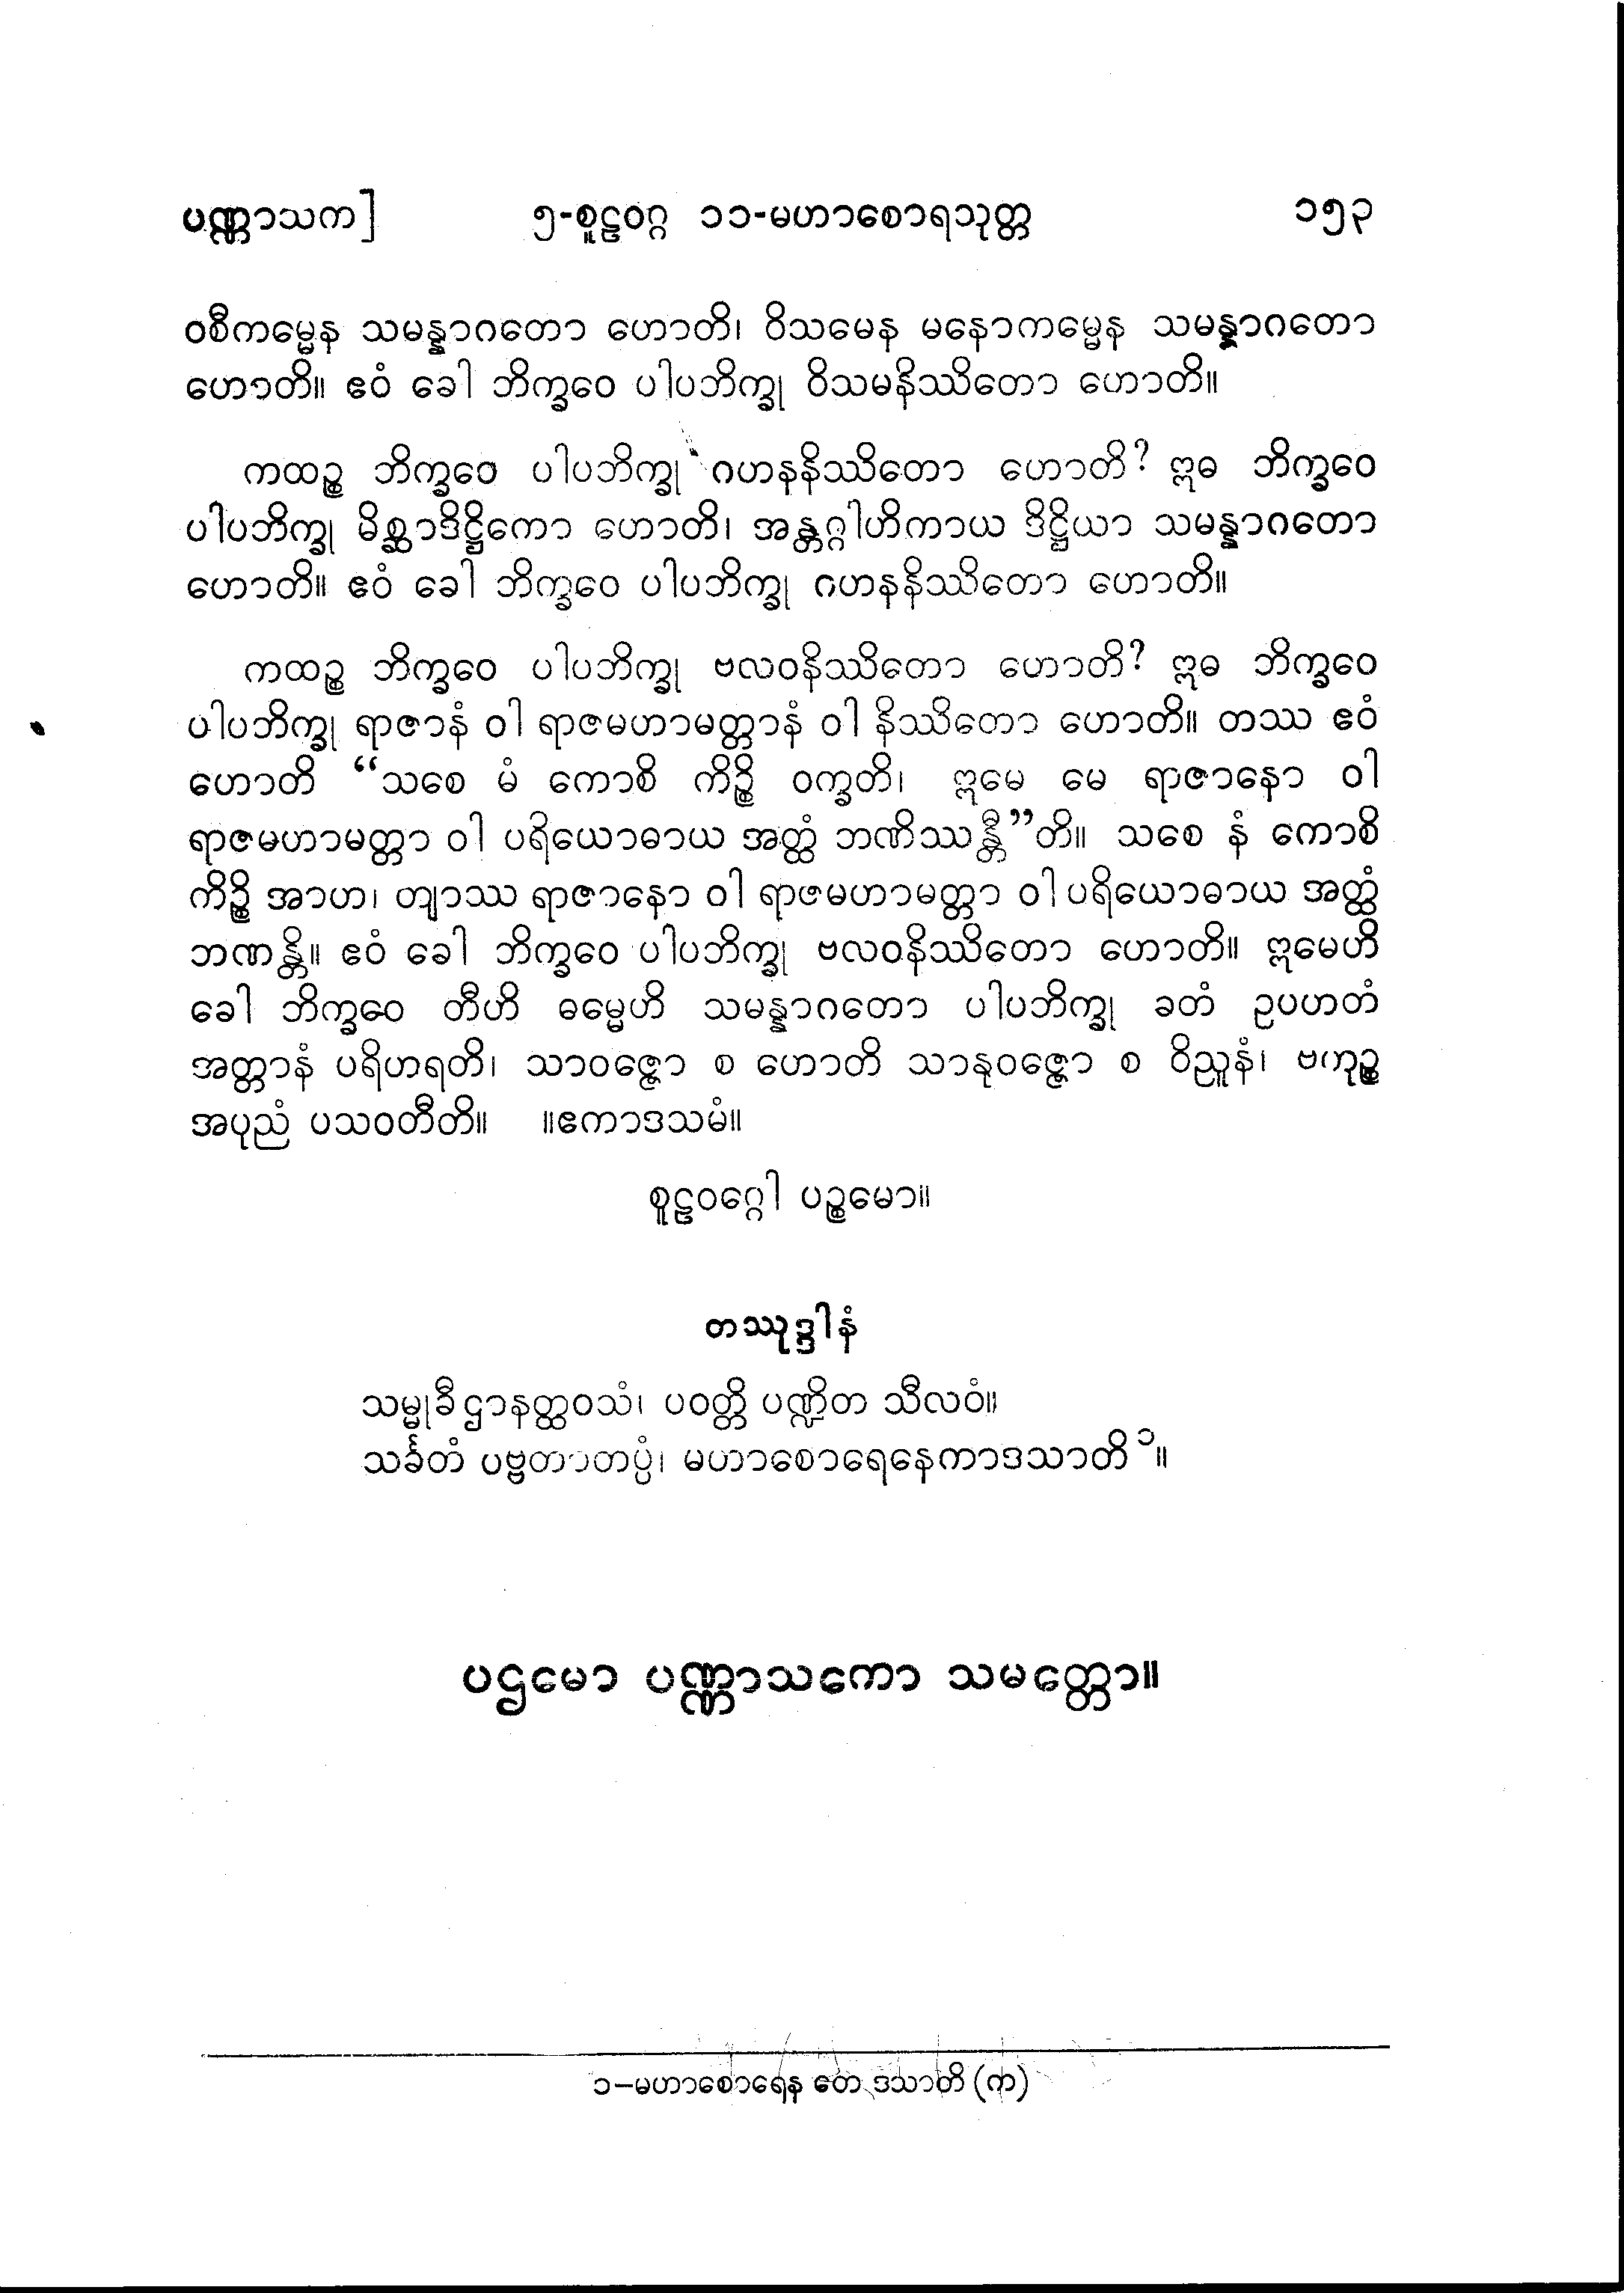 ပဏ္ဏာသက]
၅-စူဠဝဂ္ဂ ၁၁-မဟာစောရသုတ္တ
၁၅၃
ဝစီကမ္မေန သမန္နာဂတော ဟောတိ၊ ဝိသမေန မနောကမ္မေန သမန္နာဂတော
ဟောတိ။ ဧဝံ ခေါ ဘိက္ခဝေ ပါပဘိက္ခု ဝိသမနိဿိတော ဟောတိ။
ကထဉ္စ ဘိက္ခဝေ ပါပဘိက္ခု ဂဟနနိဿိတော ဟောတိ? ဣဓ ဘိက္ခဝေ
ပါပဘိက္ခု မိစ္ဆာဒိဋ္ဌိကော ဟောတိ၊ အန္တဂ္ဂါဟိကာယ ဒိဋ္ဌိယာ သမန္နာဂတော
ဟောတိ။ ဧဝံ ခေါ ဘိက္ခဝေ ပါပဘိက္ခု ဂဟနနိဿိတော ဟောတိ။
ကထဉ္စ ဘိက္ခဝေ ပါပဘိက္ခု ဗလဝနိဿိတော ဟောတိ? ဣဓ ဘိက္ခဝေ
ပါပဘိက္ခု ရာဇာနံ ဝါ ရာဇမဟာမတ္တာနံ ဝါ နိဿိတော ဟောတိ။ တဿ ဧဝံ
ဟောတိ “သစေ မံ ကောစိ ကိဉ္စိ ဝက္ခတိ၊ ဣမေ မေ ရာဇာနော ဝါ
ရာဇမဟာမတ္တာ ဝါ ပရိယောဓာယ အတ္ထံ ဘဏိဿန္တီ”တိ။ သစေ နံ ကောစိ
ကိဉ္စိ အာဟ၊ တျာဿ ရာဇာနော ဝါ ရာဇမဟာမတ္တာ ဝါ ပရိယောဓာယ အတ္ထံ
ဘဏန္တိ။ ဧဝံ ခေါ ဘိက္ခဝေ ပါပဘိက္ခု ဗလဝနိဿိတော ဟောတိ။ ဣမေဟိ
ခေါ ဘိက္ခဝေ တီဟိ ဓမ္မေဟိ သမန္နာဂတော ပါပဘိက္ခု ခတံ ဥပဟတံ
အတ္တာနံ ပရိဟရတိ၊ သာဝဇ္ဇော စ ဟောတိ သာနုဝဇ္ဇော စ ဝိညူနံ၊ ဗဟုဉ္စ
အပုညံ ပသဝတီတိ။ ။ဧကာဒသမံ။
စူဠဝဂ္ဂေါ ပဉ္စမော။
တဿုဒ္ဒါနံ
သမ္မုခီ ဌာနတ္ထဝသံ၊ ပဝတ္တိ ပဏ္ဍိတ သီလဝံ။
သင်္ခတံ ပဗ္ဗတာတပ္ပံ၊ မဟာစောရေနေကာဒသာတိ ၁။
ပဌမော ပဏ္ဏာသကော သမတ္တော။
၁–မဟာစောရေန တေ ဒသာတိ (က)